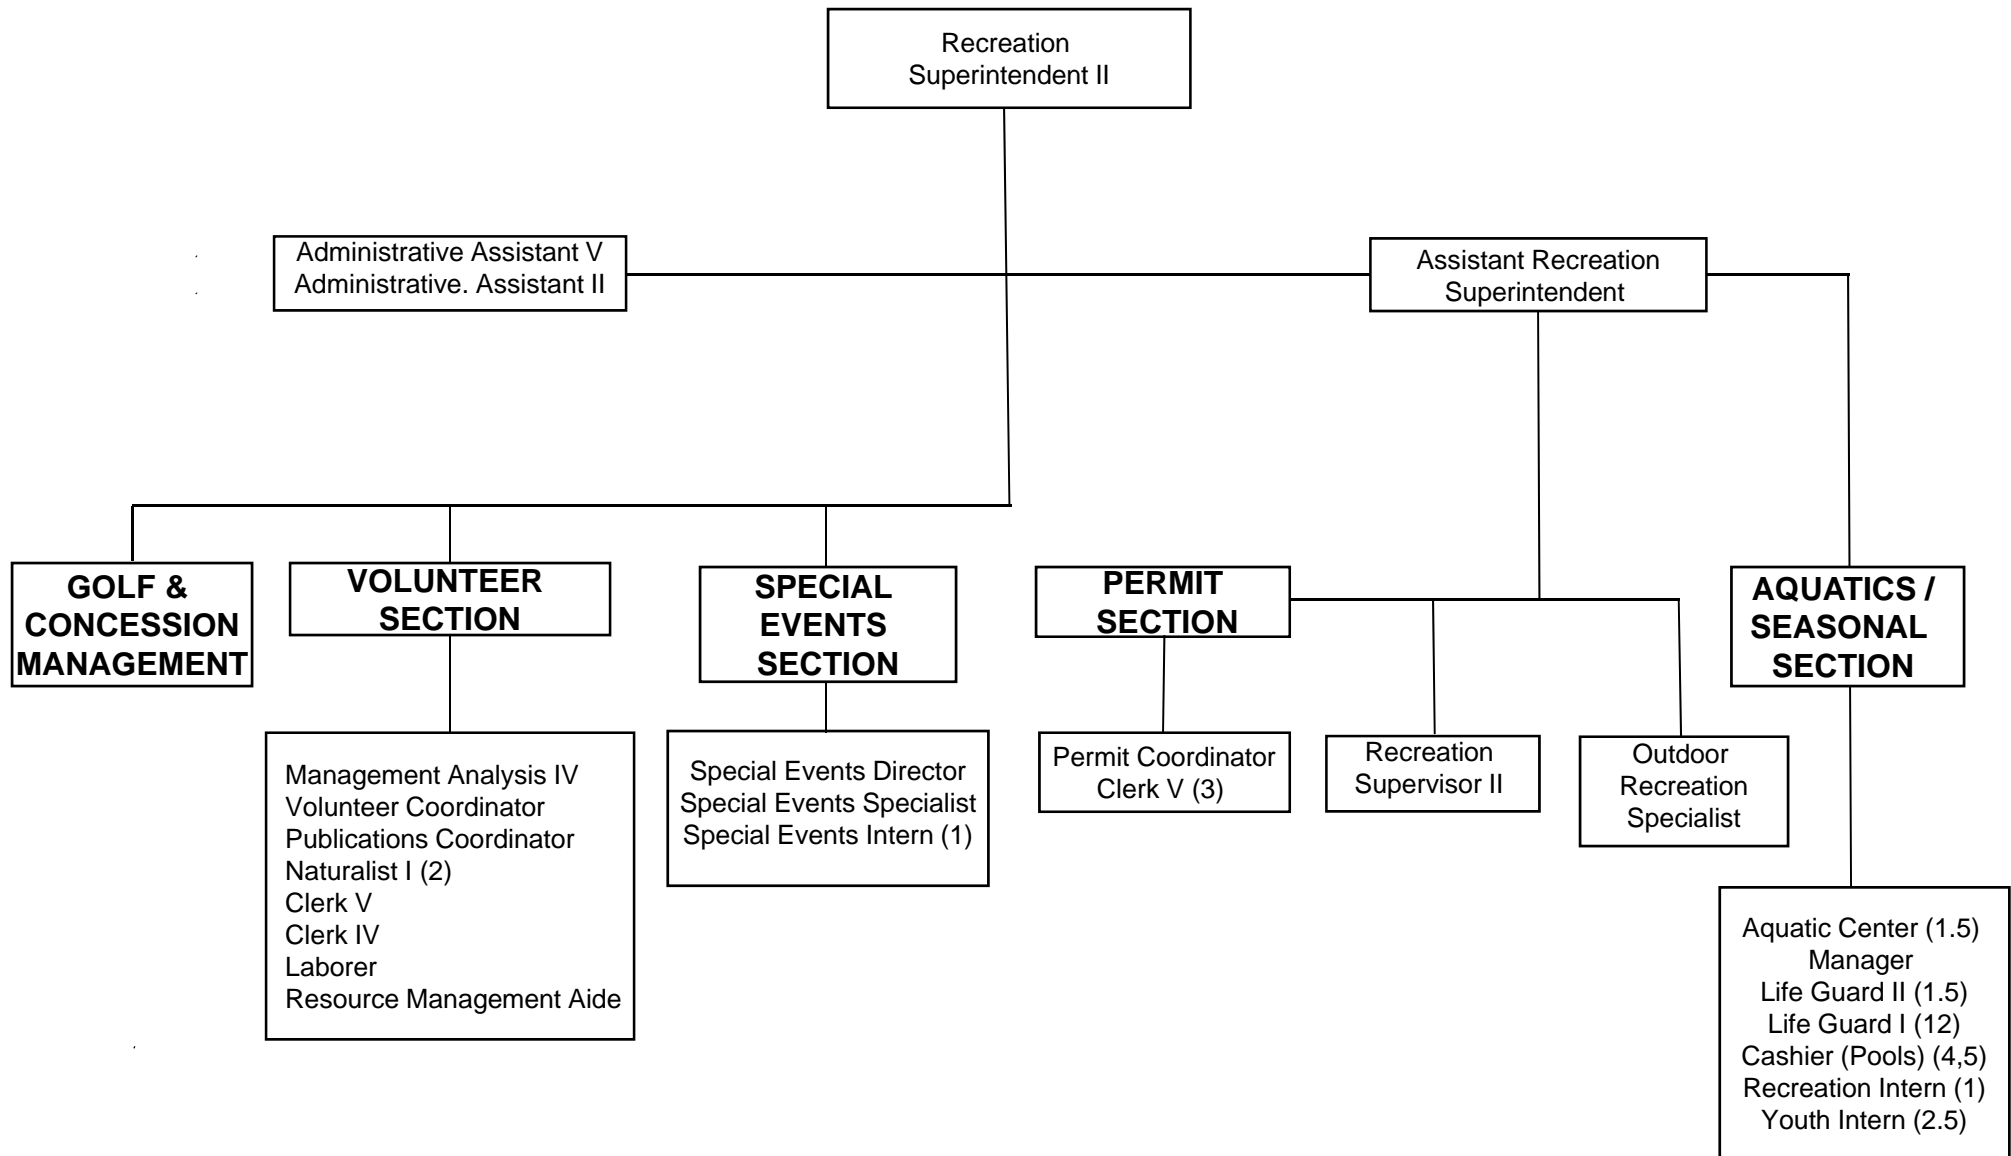 Recreation
Superintendent II
Administrative Assistant V
Administrative. Assistant II
Assistant Recreation
Superintendent
GOLF &
CONCESSION
MANAGEMENT
VOLUNTEER
SECTION
SPECIAL
EVENTS
SECTION
PERMIT
SECTION
AQUATICS /
SEASONAL
SECTION
Management Analysis IV
Volunteer Coordinator
Publications Coordinator
Naturalist I (2)
Clerk V
Clerk IV
Laborer
Resource Management Aide
Special Events Director
Special Events Specialist
Special Events Intern (1)
Permit Coordinator
Clerk V (3)
Recreation
Supervisor II
Outdoor
Recreation
Specialist
Aquatic Center (1.5)
Manager
Life Guard II (1.5)
Life Guard I (12)
Cashier (Pools) (4,5)
Recreation Intern (1)
Youth Intern (2.5)